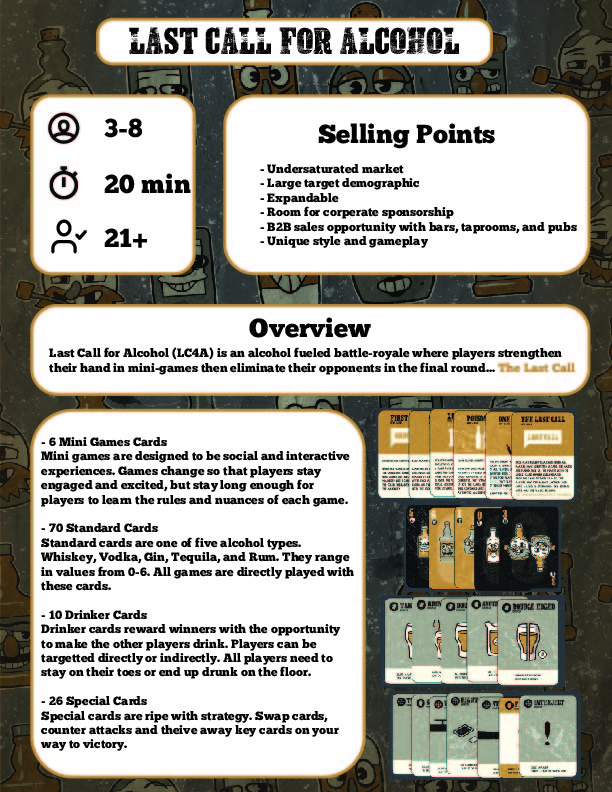 LAST CALL FOR ALCOHOL
3-8
20 min
21+
Selling Points
- Undersaturated market
- Large target demographic
- Expandable
- Room for corperate sponsorship
- B2B sales opportunity with bars, taprooms, and pubs
- Unique style and gameplay
Overview
Last Call for Alcohol (LC4A) is an alcohol fueled battle-royale where players strengthen
their hand in mini-games then eliminate their opponents in the final round... The Last Call
- 6 Mini Games Cards
Mini games are designed to be social and interactive
experiences. Games change so that players stay
engaged and excited, but stay long enough for
players to learn the rules and nuances of each game.
- 70 Standard Cards
Standard cards are one of five alcohol types.
Whiskey, Vodka, Gin, Tequila, and Rum. They range
in values from 0-6. All games are directly played with
these cards.
- 10 Drinker Cards
Drinker cards reward winners with the opportunity
to make the other players drink. Players can be
targetted directly or indirectly. All players need to
stay on their toes or end up drunk on the floor.
- 26 Special Cards
Special cards are ripe with strategy. Swap cards,
counter attacks and theive away key cards on your
way to victory.
FIRST
THE LAST CALL
LAST CALL
DOUBLE FISTED
INTERJECT